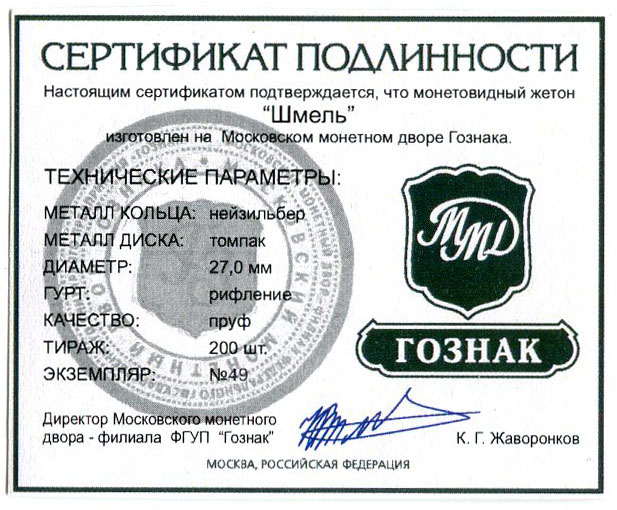 СЕРТИФИКАТ ПОДЛИННОСТИ
Настоящим сертификатом подтверждается, что монетовидный жетон
“Шмель”
изготовлен на Московском монетном дворе Гознака.
ТЕХНИЧЕСКИЕ ПАРАМЕТРЫ:
МЕТАЛЛ КОЛЬЦА: нейзильбер
МЕТАЛЛ ДИСКА: томпак
ДИАМЕТР: 27,0 мм
ГУРТ: рифление
КАЧЕСТВО: пруф
ТИРАЖ: 200 шт.
ЭКЗЕМПЛЯР: №49
ММД
ГОЗНАК
Директор Московского монетного
двора - филиала ФГУП “Гознак”
К. Г. Жаворонков
МОСКВА, РОССИЙСКАЯ ФЕДЕРАЦИЯ